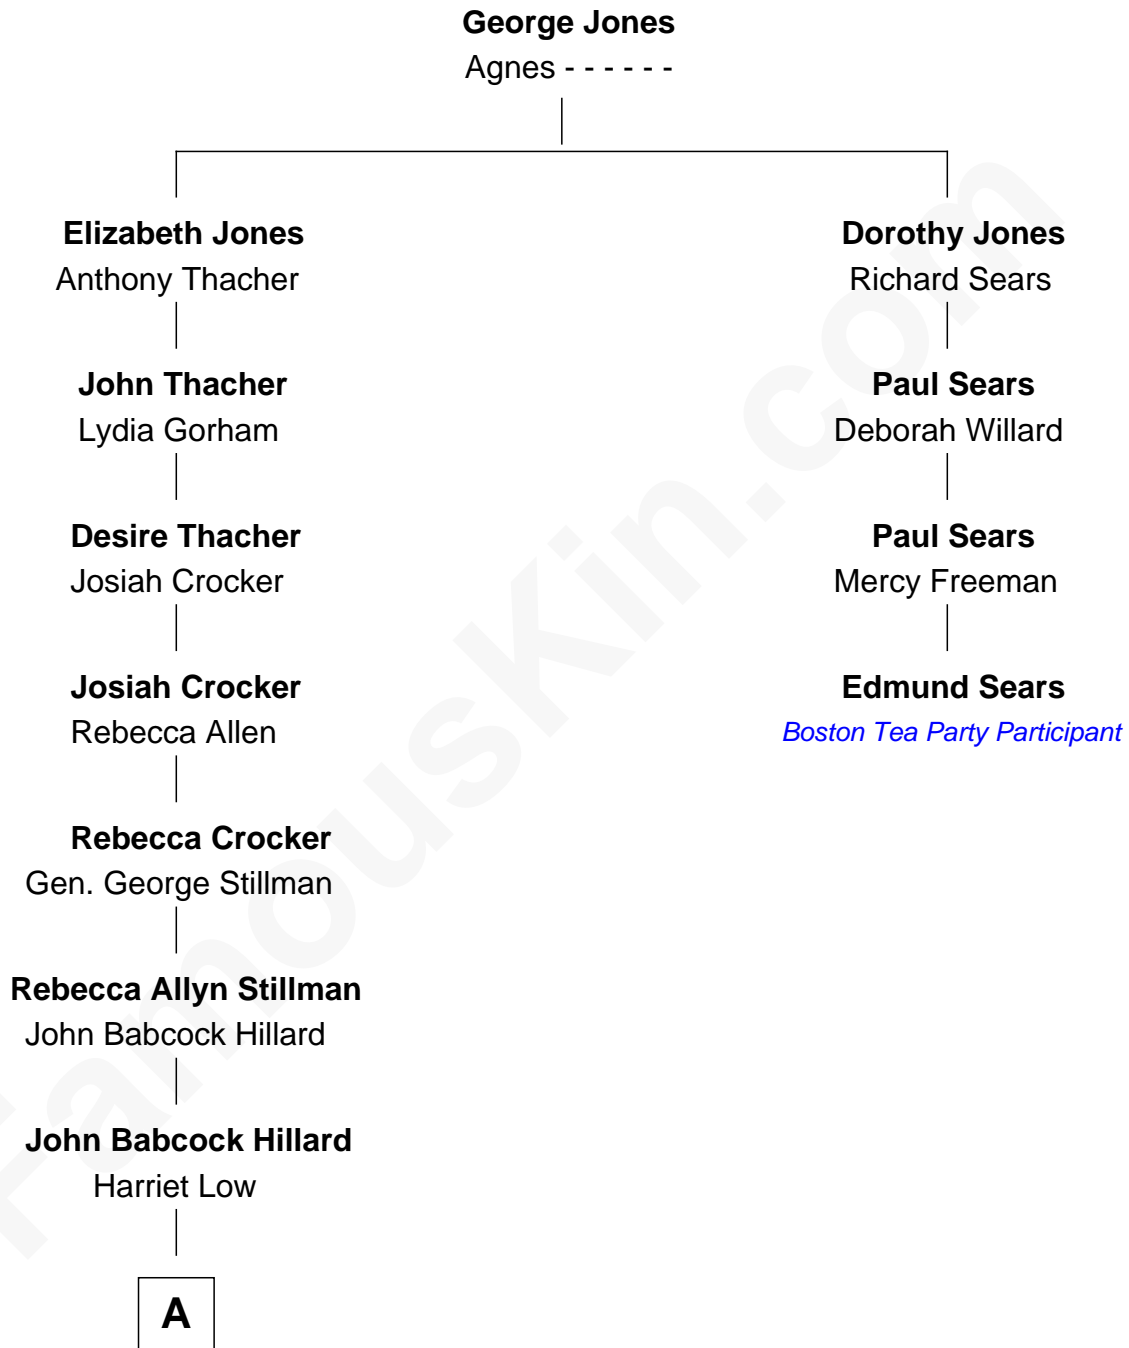 George Jones
Agnes - - - - - -
Elizabeth Jones
Anthony Thacher
Dorothy Jones
Richard Sears
John Thacher
Lydia Gorham
Paul Sears
Deborah Willard
Desire Thacher
Josiah Crocker
Paul Sears
Mercy Freeman
Josiah Crocker
Rebecca Allen
Edmund Sears
Boston Tea Party Participant
Rebecca Crocker
Gen. George Stillman
Rebecca Allyn Stillman
John Babcock Hillard
John Babcock Hillard
Harriet Low
A
FamousKin.com